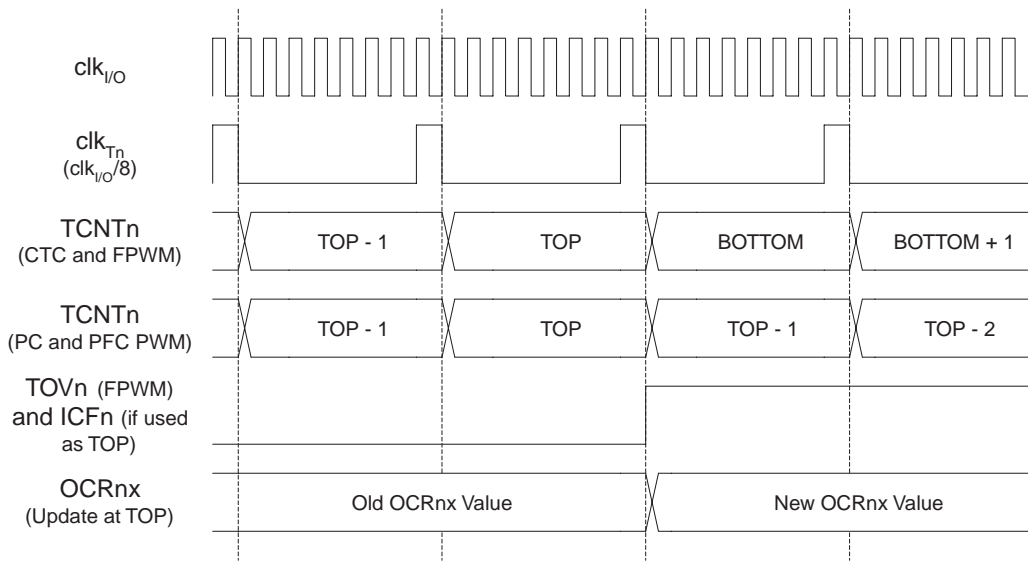 clkI/O
clkTn
(clkI/O/8)
TCNTn
(CTC and FPWM)
TOP - 1
TOP
BOTTOM
BOTTOM + 1
TCNTn
(PC and PFC PWM)
TOP - 1
TOP
TOP - 1
TOP - 2
TOVn (FPWM)
and ICFn (if used
as TOP)
OCRnx
(Update at TOP)
Old OCRnx Value
New OCRnx Value